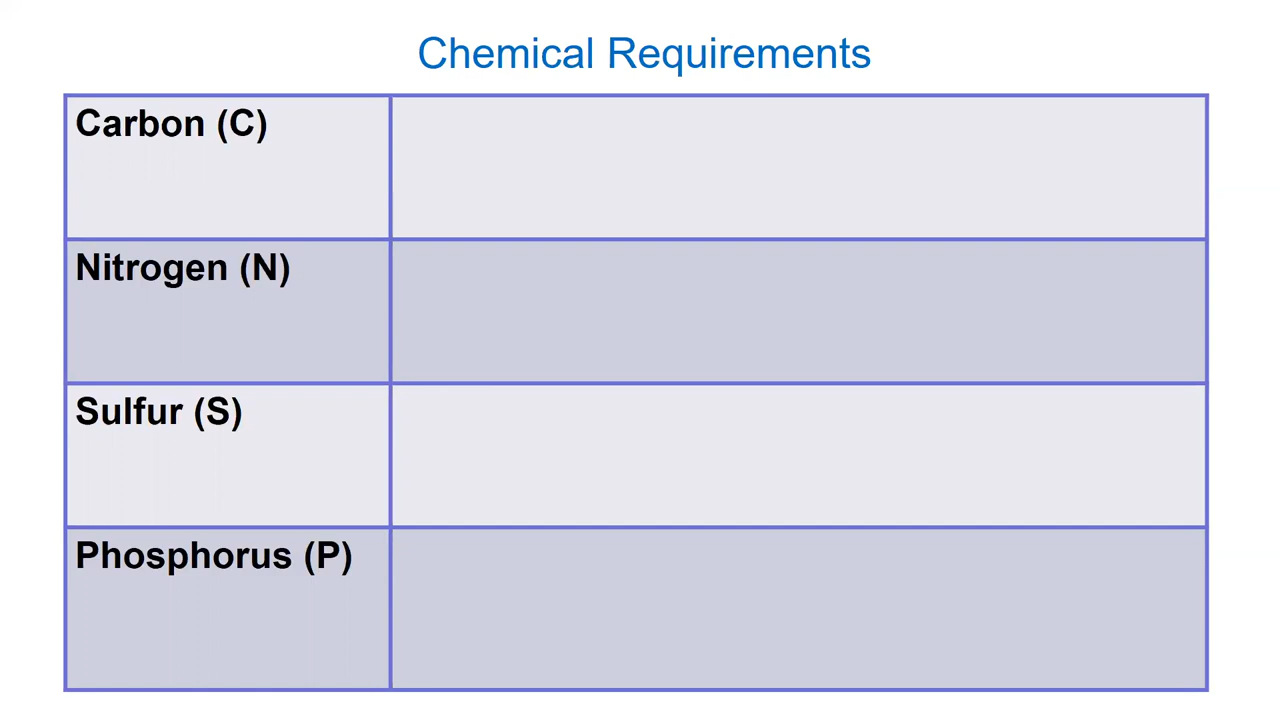 Chemical Requirements
Carbon (C)
Nitrogen (N)
Sulfur (S)
Phosphorus (P)